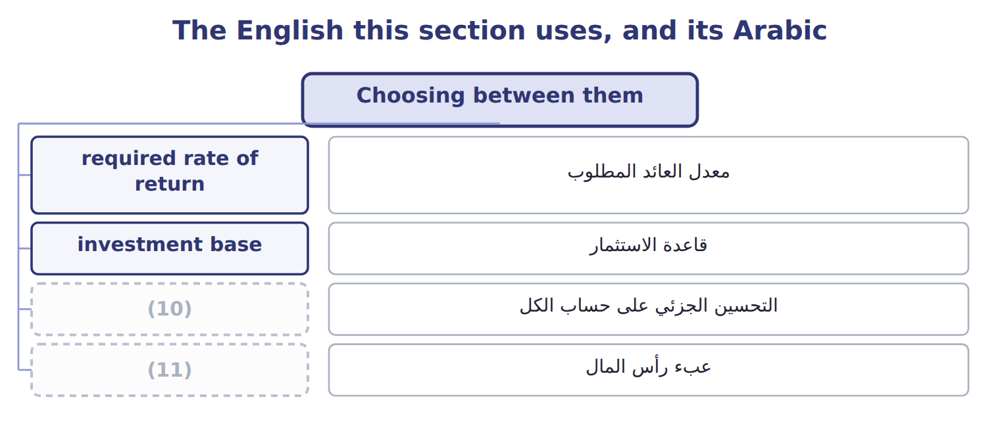 The English this section uses, and its Arabic
Choosing between them
required rate of
return
معدل العائد المطلوب
investment base
قاعدة الاستثمار
(10)
التحسين الجزئي على حساب الكل
(11)
عبء رأس المال